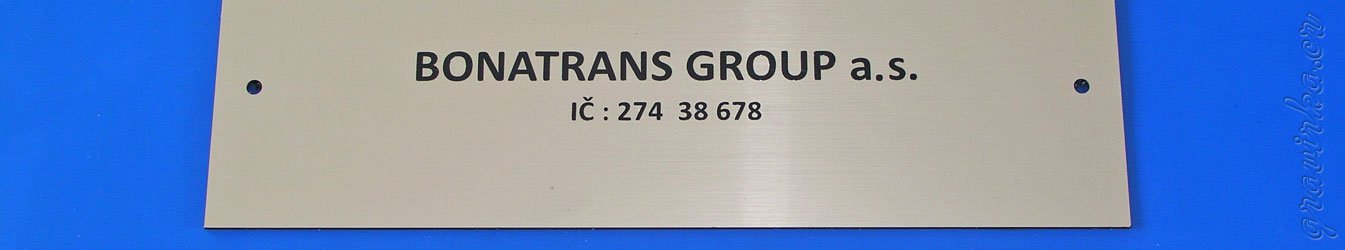 BONATRANS GROUP a.s.
IČ : 274 38 678
gravirka.cz